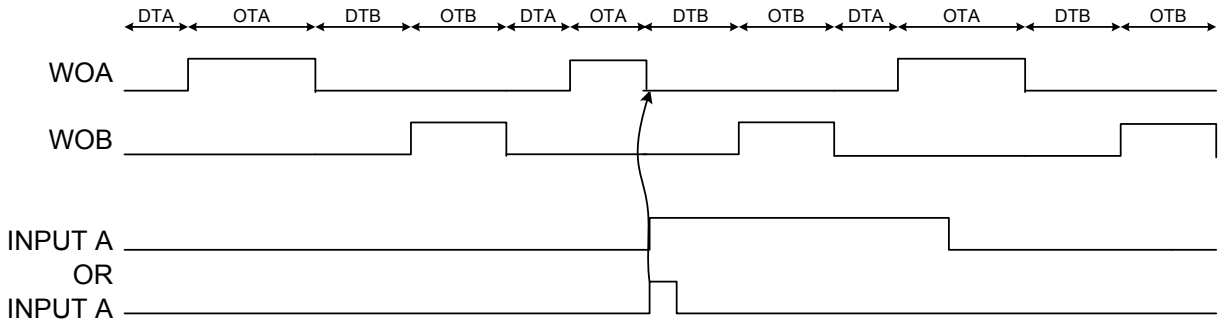 DTA OTA DTB OTB DTA OTA DTB OTB DTA OTA DTB OTB
WOA
WOB
INPUT A
OR
INPUT A